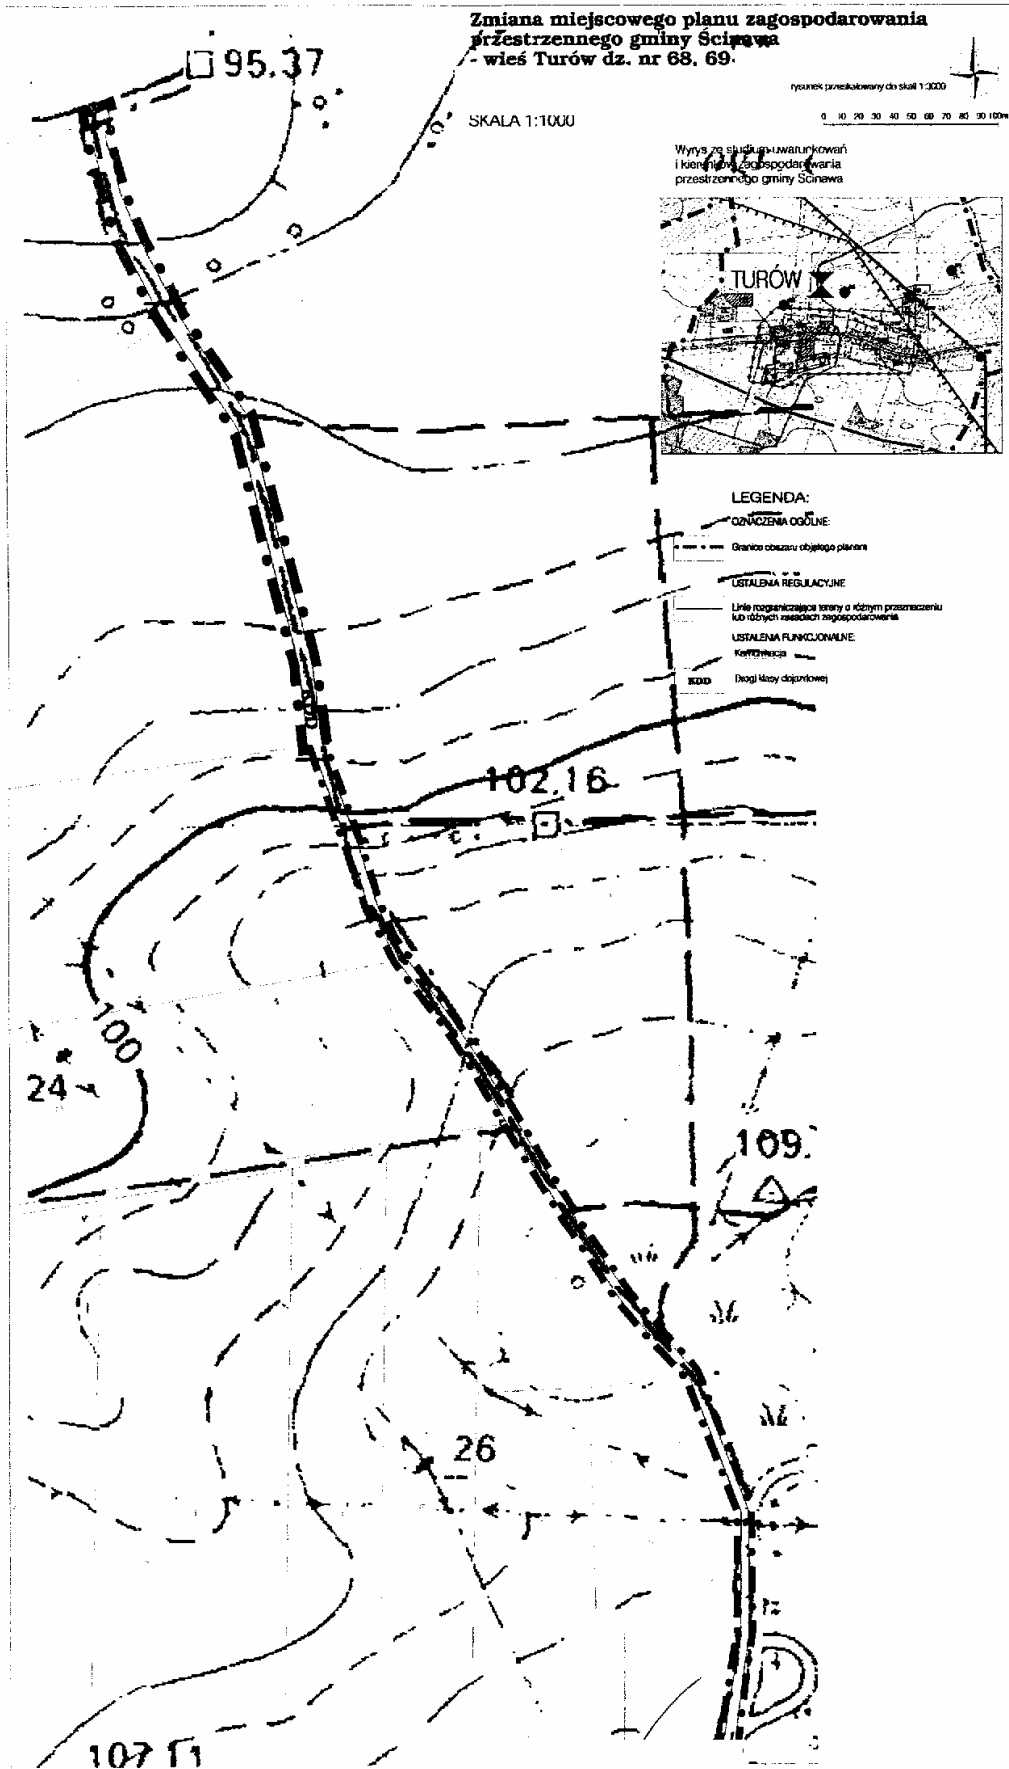 Zmiana miejscowego planu zagospodarowania
przestrzennego gminy Ścinawa
- wieś Turów dz. nr 68, 69
95.37
rysunek przeskalowany do skali 1:3000
SKALA 1:1000
0 10 20 30 40 50 60 70 80 90 100m
Wyrys ze studium uwarunkowań
i kierunków zagospodarowania
przestrzennego gminy Ścinawa
TURÓW
LEGENDA:
OZNACZENIA OGÓLNE:
Granica obszaru objętego planem
USTALENIA REGULACYJNE
Linie rozgraniczające tereny o różnym przeznaczeniu
lub różnych zasadach zagospodarowania
USTALENIA FUNKCJONALNE:
Komunikacja
KDD Drogi klasy dojazdowej
KDD
102.16
100
24
109.
26
107